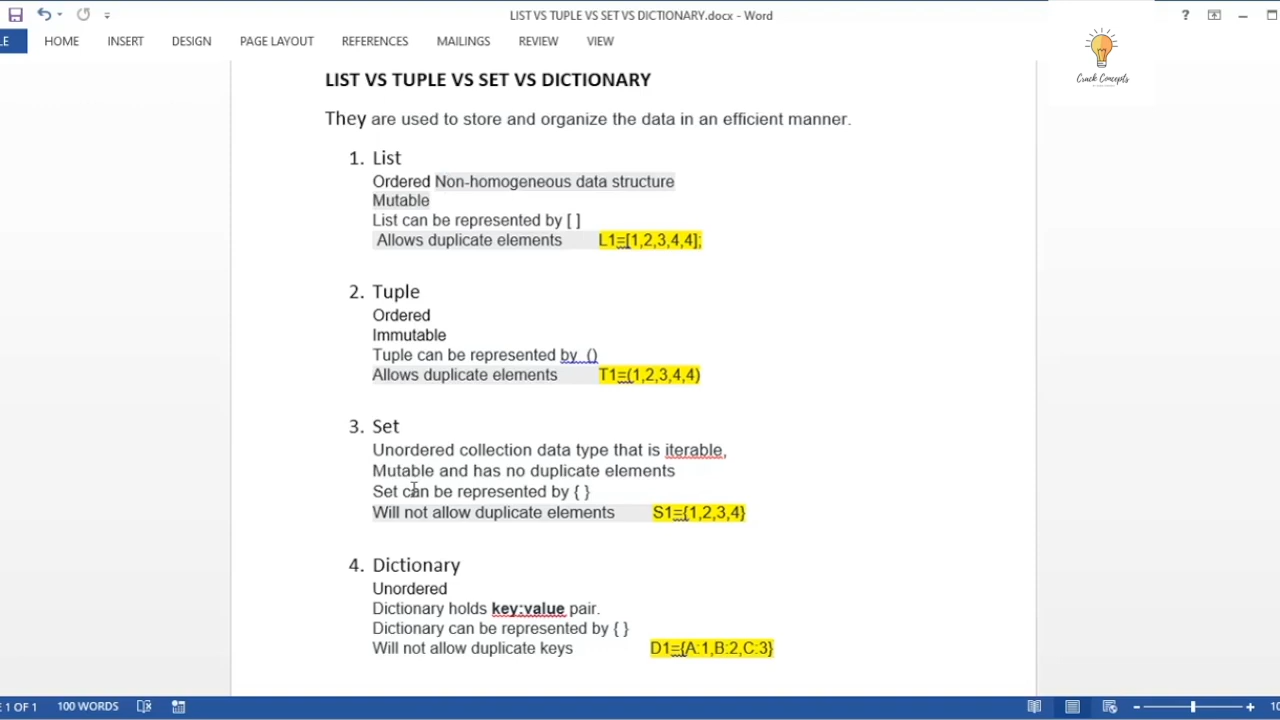 LIST VS TUPLE VS SET VS DICTIONARY.docx - Word
?
LE HOME INSERT DESIGN PAGE LAYOUT REFERENCES MAILINGS REVIEW VIEW
Crack Concepts
LIST VS TUPLE VS SET VS DICTIONARY
They are used to store and organize the data in an efficient manner.
1. List
Ordered Non-homogeneous data structure
Mutable
List can be represented by [ ]
Allows duplicate elements L1=[1,2,3,4,4];
2. Tuple
Ordered
Immutable
Tuple can be represented by ()
Allows duplicate elements T1=(1,2,3,4,4)
3. Set
Unordered collection data type that is iterable,
Mutable and has no duplicate elements
Set can be represented by { }
Will not allow duplicate elements S1={1,2,3,4}
4. Dictionary
Unordered
Dictionary holds key:value pair.
Dictionary can be represented by { }
Will not allow duplicate keys D1={A:1,B:2,C:3}
E 1 OF 1 100 WORDS 10